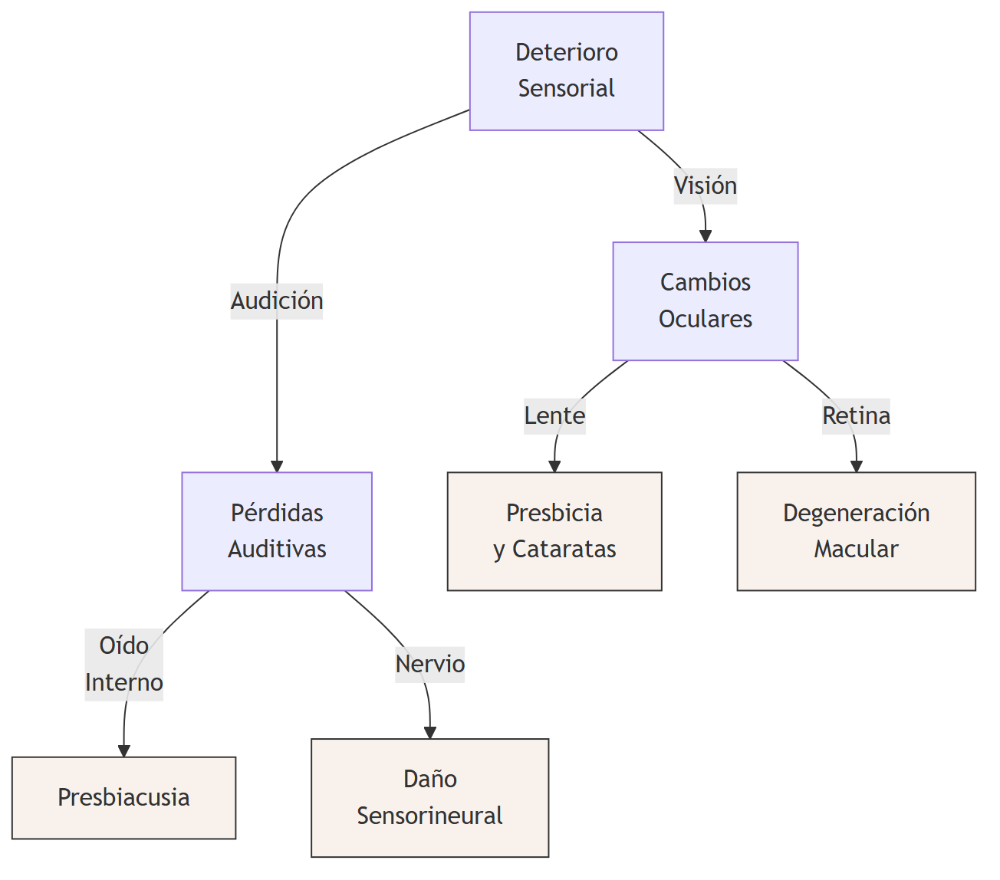 Deterioro
Sensorial
Visión
Audición
Cambios
Oculares
Lente
Retina
Pérdidas
Auditivas
Presbicia
y Cataratas
Degeneración
Macular
Oído
Interno
Nervio
Presbiacusia
Daño
Sensorineural